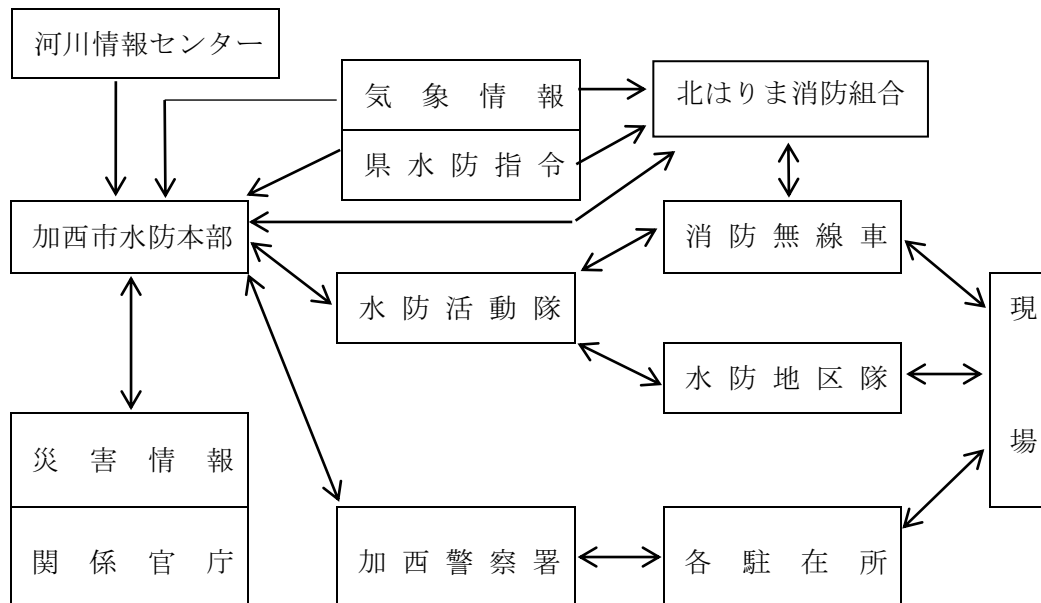 河川情報センター
気象情報
北はりま消防組合
県水防指令
加西市水防本部
消防無線車
水防活動隊
現場
水防地区隊
災害情報
関係官庁
加西警察署
各駐在所